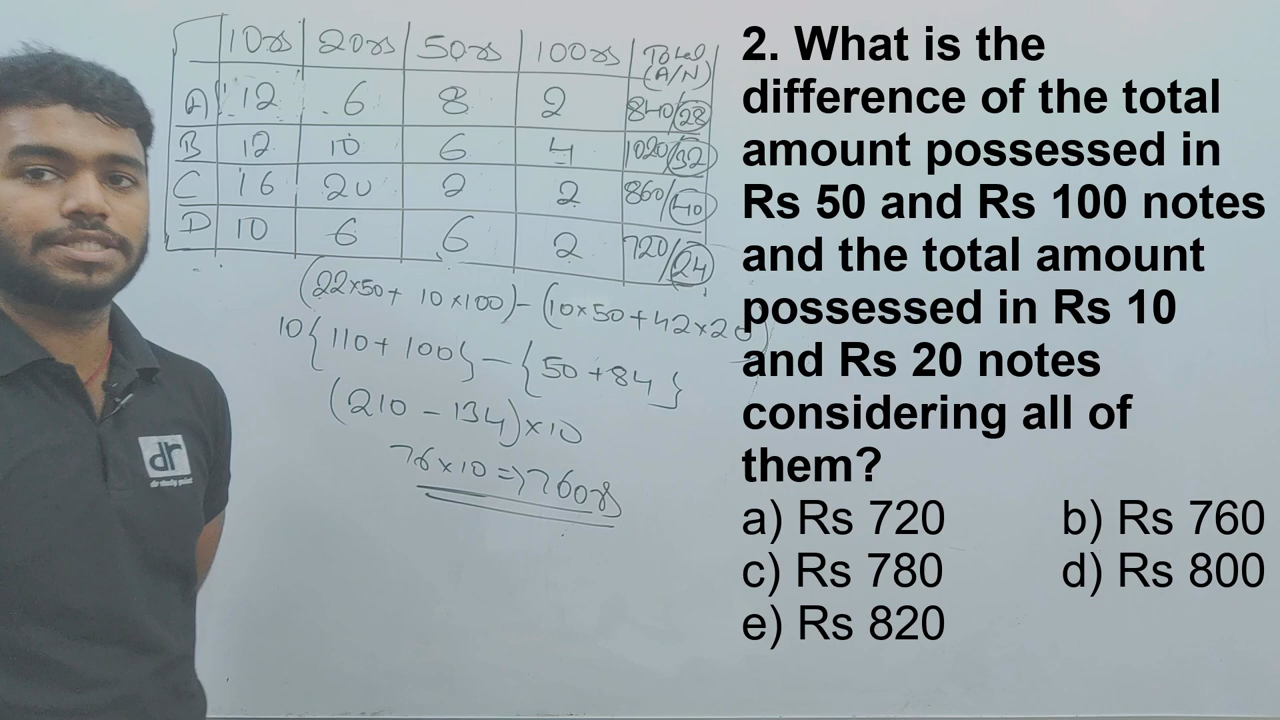 10rs 20rs 50rs 100rs Total (A/N)
A 12 6 8 2 840/28
B 12 10 6 4 1020/32
C 16 20 2 2 860/40
D 10 6 6 2 720/24
(22×50+ 10×100)-(10×50+42×20)
10{110+100}-{50+84}
(210-134)×10
76×10=>760rs
dr
dr study point
2. What is the
difference of the total
amount possessed in
Rs 50 and Rs 100 notes
and the total amount
possessed in Rs 10
and Rs 20 notes
considering all of
them?
a) Rs 720 b) Rs 760
c) Rs 780 d) Rs 800
e) Rs 820